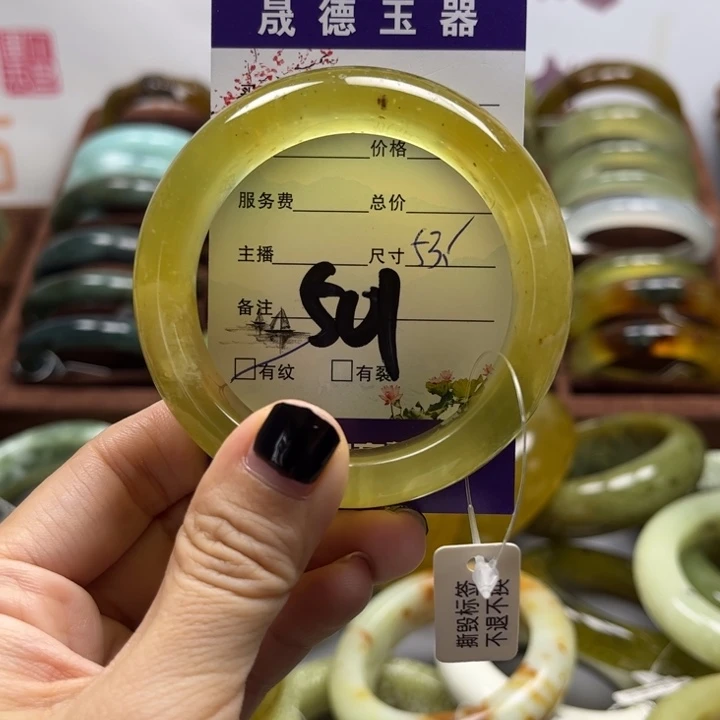 晟德玉器
价格
服务费 总价
主播 尺寸 53.
备注
541
有纹 有裂
撕毁标签
不退不换